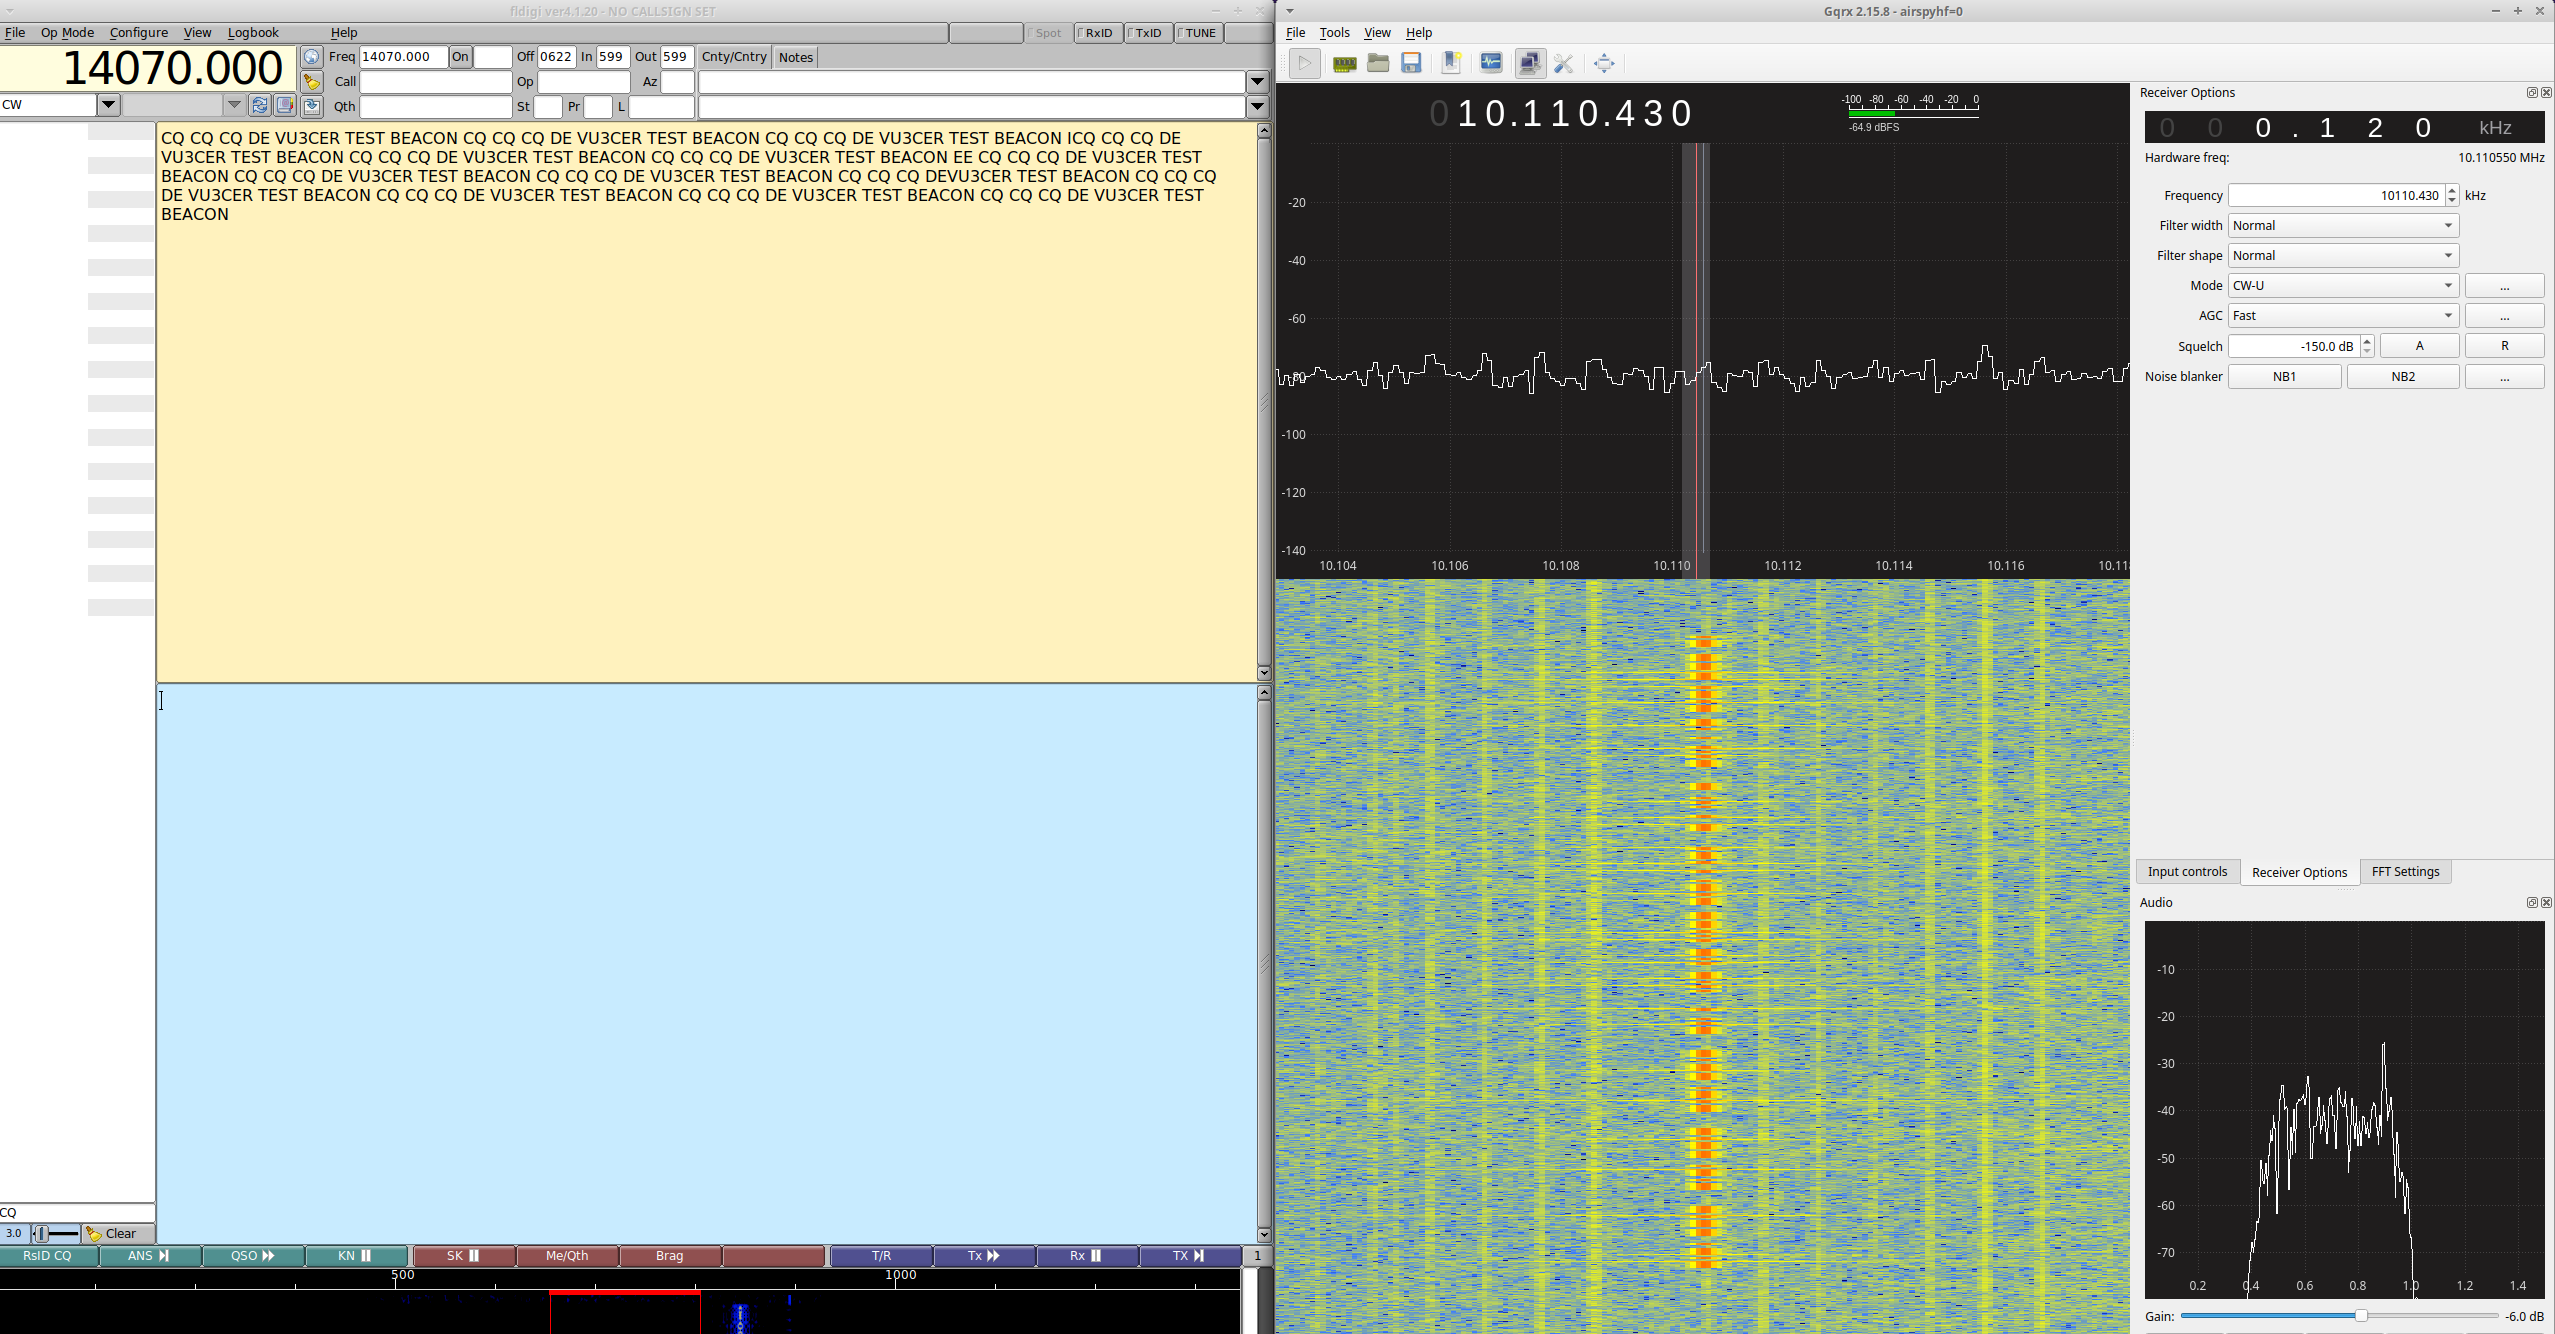 fldigi ver4.1.20 - NO CALLSIGN SET
File Op Mode Configure View Logbook Help
Spot RxID TxID TUNE
14070.000
Freq 14070.000 On Off 0622 In 599 Out 599 Cnty/Cntry Notes
Call Op Az
CW
Qth St Pr L
CQ CQ CQ DE VU3CER TEST BEACON CQ CQ CQ DE VU3CER TEST BEACON CQ CQ CQ DE VU3CER TEST BEACON ICQ CQ CQ DE
VU3CER TEST BEACON CQ CQ CQ DE VU3CER TEST BEACON CQ CQ CQ DE VU3CER TEST BEACON EE CQ CQ CQ DE VU3CER TEST
BEACON CQ CQ CQ DE VU3CER TEST BEACON CQ CQ CQ DE VU3CER TEST BEACON CQ CQ CQ DEVU3CER TEST BEACON CQ CQ CQ
DE VU3CER TEST BEACON CQ CQ CQ DE VU3CER TEST BEACON CQ CQ CQ DE VU3CER TEST BEACON CQ CQ CQ DE VU3CER TEST
BEACON
CQ
3.0 Clear
RsID CQ ANS QSO KN SK Me/Qth Brag T/R Tx Rx TX 1
500 1000
Gqrx 2.15.8 - airspyhf=0
File Tools View Help
010.110.430
-100 -80 -60 -40 -20 0
-64.9 dBFS
-20
-40
-60
-80
-100
-120
-140
10.104 10.106 10.108 10.110 10.112 10.114 10.116 10.11
Receiver Options
0 0 0 . 1 2 0 kHz
Hardware freq: 10.110550 MHz
Frequency 10110.430 kHz
Filter width Normal
Filter shape Normal
Mode CW-U ...
AGC Fast ...
Squelch -150.0 dB A R
Noise blanker NB1 NB2 ...
Input controls Receiver Options FFT Settings
Audio
-10
-20
-30
-40
-50
-60
-70
0.2 0.4 0.6 0.8 1.0 1.2 1.4
Gain: -6.0 dB